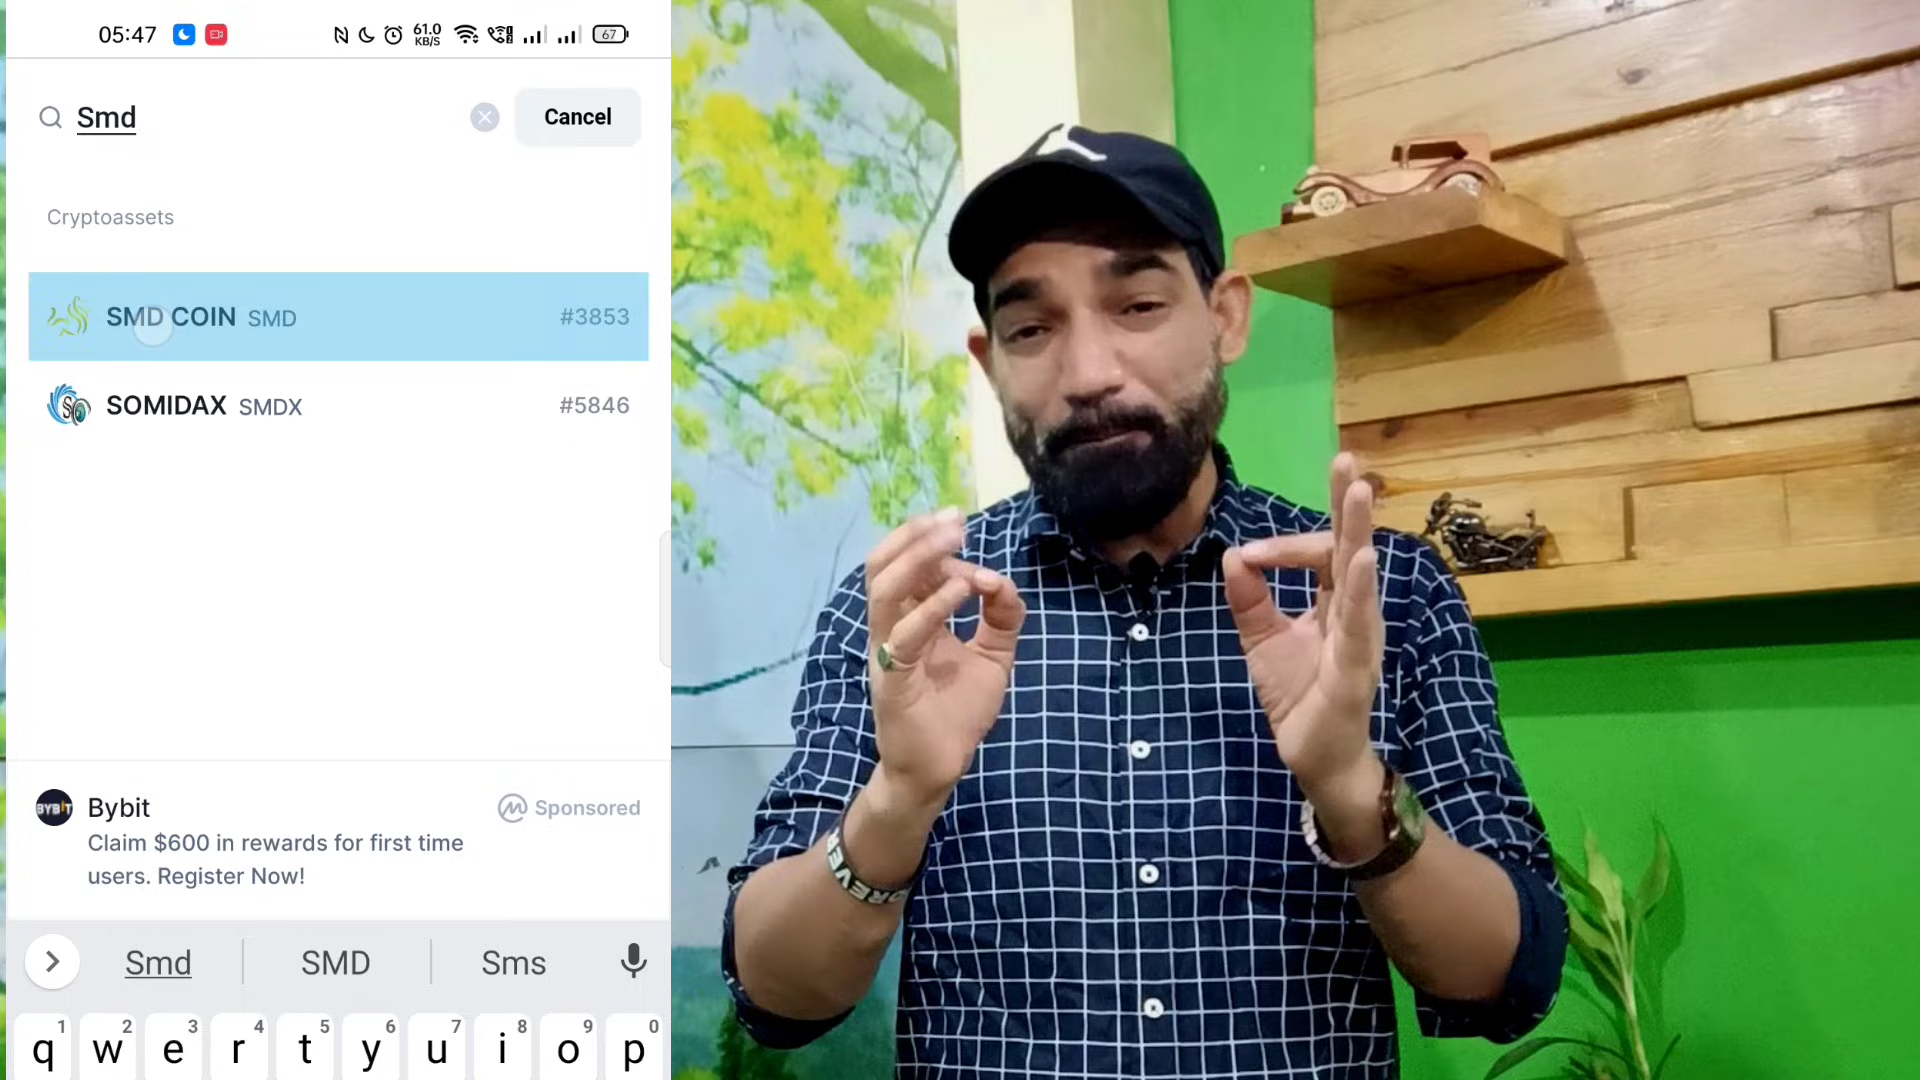 05:47
61.0
KB/S
67
Smd
Cancel
Cryptoassets
SMD COIN SMD #3853
SOMIDAX SMDX #5846
BYBIT
Bybit
Sponsored
Claim $600 in rewards for first time
users. Register Now!
Smd SMD Sms
1 2 3 4 5 6 7 8 9 0
q w e r t y u i o p
FOREVER